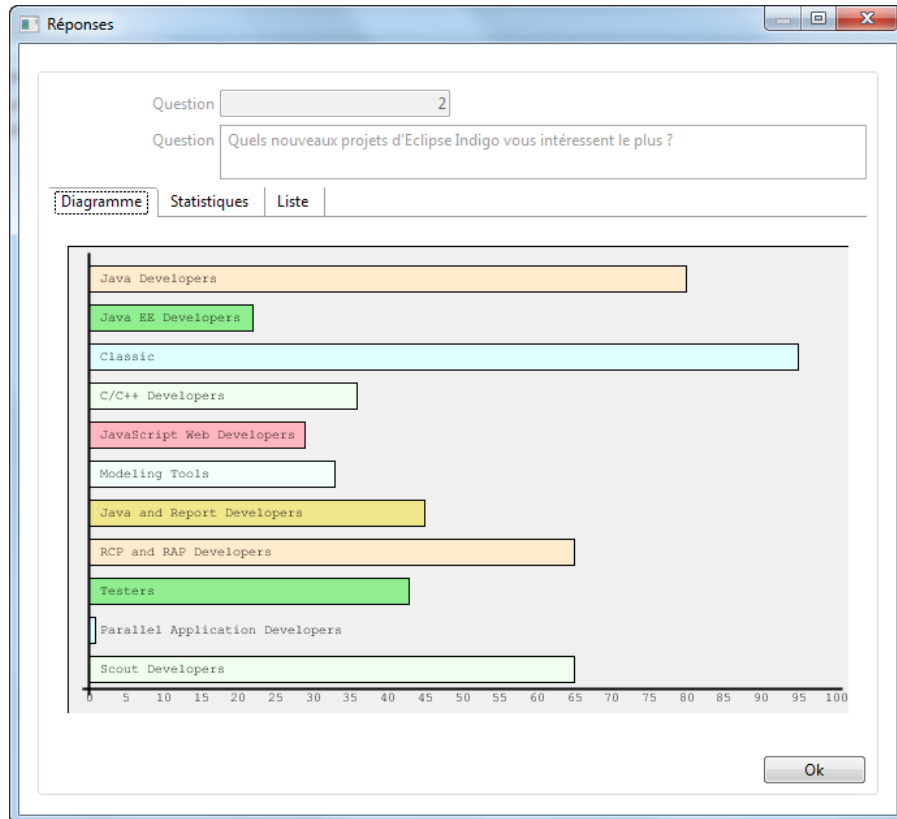 Réponses
Question 2
Question Quels nouveaux projets d'Eclipse Indigo vous intéressent le plus ?
Diagramme Statistiques Liste
Java Developers
Java EE Developers
Classic
C/C++ Developers
JavaScript Web Developers
Modeling Tools
Java and Report Developers
RCP and RAP Developers
Testers
Parallel Application Developers
Scout Developers
0 5 10 15 20 25 30 35 40 45 50 55 60 65 70 75 80 85 90 95 100
Ok